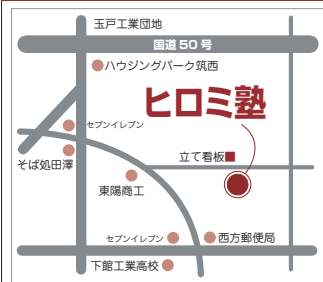 玉戸工業団地
国道50号
ハウジングパーク筑西
ヒロミ塾
セブンイレブン
そば処田澤
立て看板
東陽商工
セブンイレブン
西方郵便局
下館工業高校